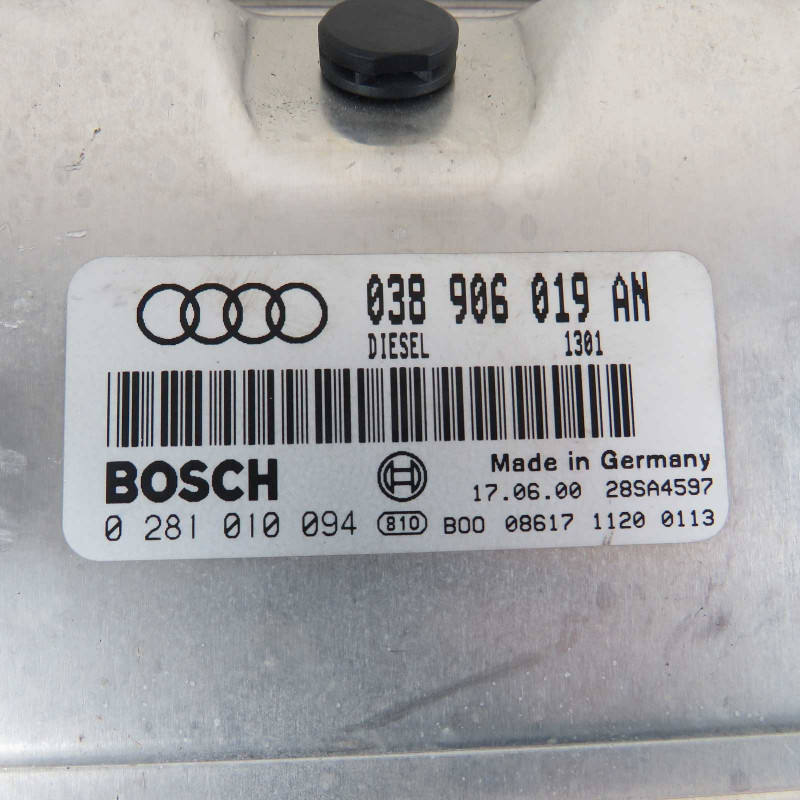 038 906 019 AN
DIESEL 1301
BOSCH
Made in Germany
17.06.00 28SA4597
0 281 010 094 810 B00 08617 1120 0113